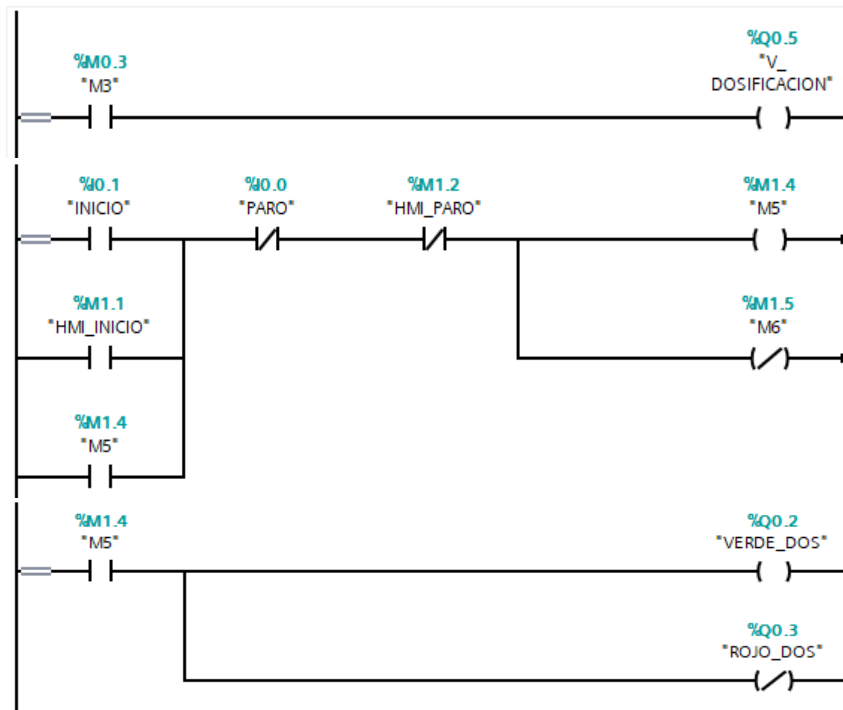 %M0.3
"M3"
%Q0.5
"V_
DOSIFICACION"
%I0.1
"INICIO"
%I0.0
"PARO"
%M1.2
"HMI_PARO"
%M1.4
"M5"
%M1.1
"HMI_INICIO"
%M1.5
"M6"
%M1.4
"M5"
%M1.4
"M5"
%Q0.2
"VERDE_DOS"
%Q0.3
"ROJO_DOS"